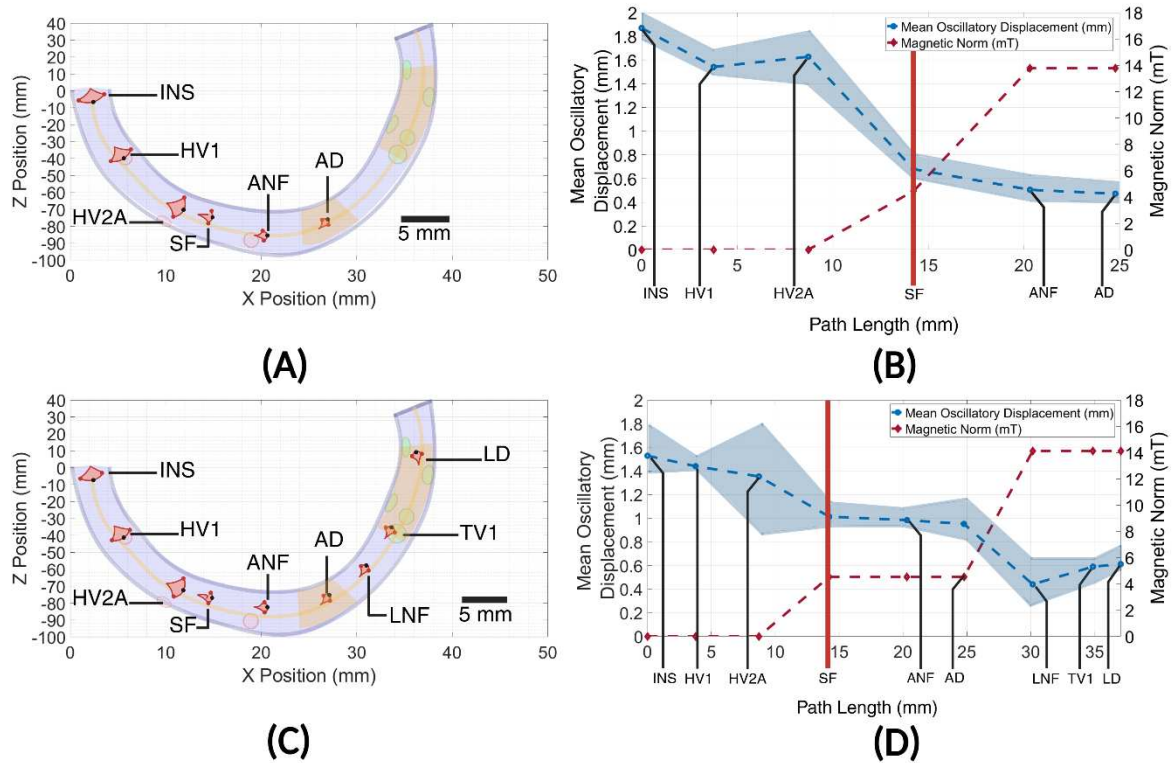 40
30
20
10
0
-10
-20
-30
-40
-50
-60
-70
-80
-90
-100
Z Position (mm)
INS
HV1
HV2A
SF
ANF
AD
5 mm
0 10 20 30 40 50
X Position (mm)
(A)
2
1.8
1.6
1.4
1.2
1
0.8
0.6
0.4
0.2
0
Mean Oscillatory
Displacement (mm)
Mean Oscillatory Displacement (mm)
Magnetic Norm (mT)
18
16
14
12
10
8
6
4
2
0
Magnetic Norm (mT)
0 5 10 15 20 25
INS HV1 HV2A SF ANF AD
Path Length (mm)
(B)
40
30
20
10
0
-10
-20
-30
-40
-50
-60
-70
-80
-90
-100
Z Position (mm)
INS
HV1
HV2A
SF
ANF
AD
LNF
TV1
LD
5 mm
0 10 20 30 40 50
X Position (mm)
(C)
2
1.8
1.6
1.4
1.2
1
0.8
0.6
0.4
0.2
0
Mean Oscillatory
Displacement (mm)
Mean Oscillatory Displacement (mm)
Magnetic Norm (mT)
18
16
14
12
10
8
6
4
2
0
Magnetic Norm (mT)
0 5 10 15 20 25 30 35
INS HV1 HV2A SF ANF AD LNF TV1 LD
Path Length (mm)
(D)